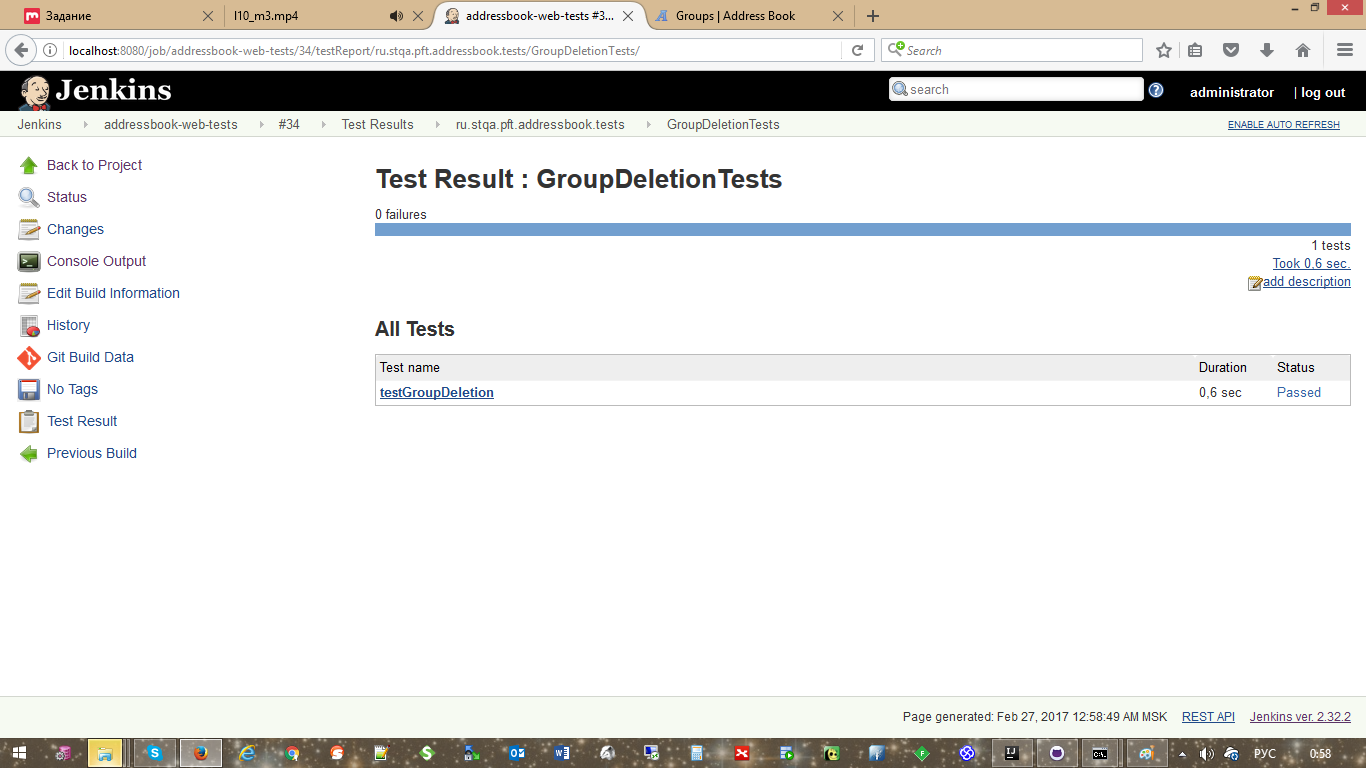 Задание
l10_m3.mp4
addressbook-web-tests #3...
Groups | Address Book
localhost:8080/job/addressbook-web-tests/34/testReport/ru.stqa.pft.addressbook.tests/GroupDeletionTests/
Search
Jenkins
search
administrator
| log out
Jenkins
addressbook-web-tests
#34
Test Results
ru.stqa.pft.addressbook.tests
GroupDeletionTests
ENABLE AUTO REFRESH
Back to Project
Status
Changes
Console Output
Edit Build Information
History
Git Build Data
No Tags
Test Result
Previous Build
Test Result : GroupDeletionTests
0 failures
1 tests
Took 0,6 sec.
add description
All Tests
Test name Duration Status
testGroupDeletion 0,6 sec Passed
Page generated: Feb 27, 2017 12:58:49 AM MSK REST API Jenkins ver. 2.32.2
РУС
0:58